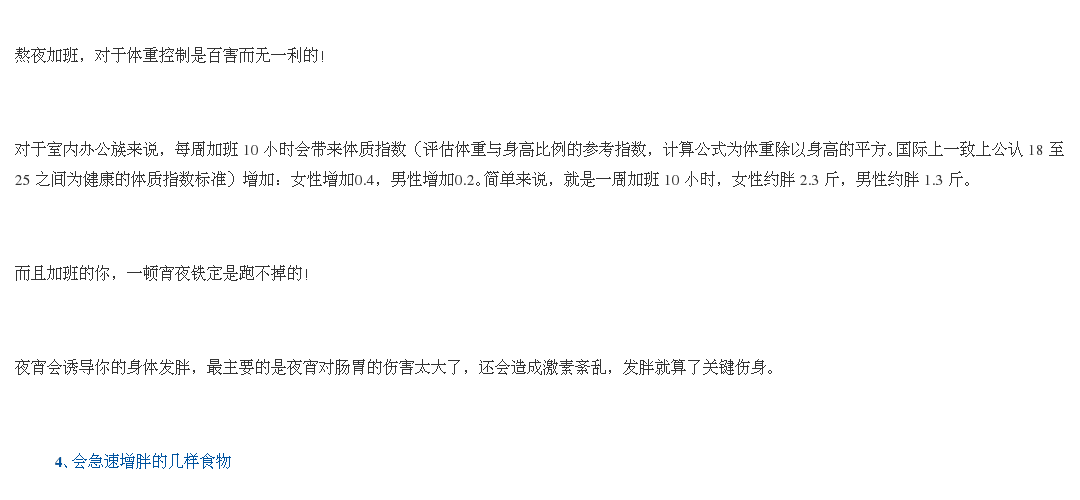 熬夜加班，对于体重控制是百害而无一利的！
对于室内办公族来说，每周加班 10 小时会带来体质指数（评估体重与身高比例的参考指数，计算公式为体重除以身高的平方。国际上一致上公认 18 至
25 之间为健康的体质指数标准）增加：女性增加0.4，男性增加0.2。简单来说，就是一周加班 10 小时，女性约胖 2.3 斤，男性约胖 1.3 斤。
而且加班的你，一顿宵夜铁定是跑不掉的！
夜宵会诱导你的身体发胖，最主要的是夜宵对肠胃的伤害太大了，还会造成激素紊乱，发胖就算了关键伤身。
4、会急速增胖的几样食物